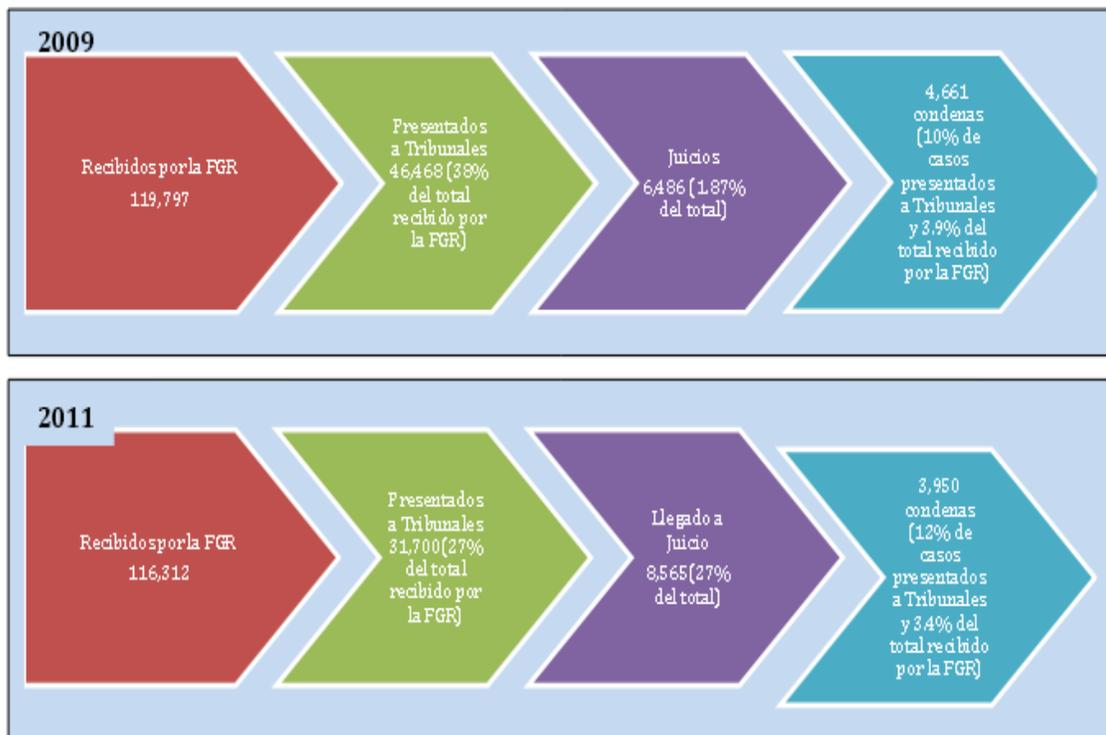 2009
Recibidos por la FGR
119,797
Presentados
a Tribunales
46,468 (38%
del total
recibido por
la FGR)
Juicios
6,486 (1.87%
del total)
4,661
condenas
(10% de
casos
presentados
a Tribunales
y 3.9% del
total recibido
por la FGR)
2011
Recibidos por la FGR
116,312
Presentados
a Tribunales
31,700(27%
del total
recibido por
la FGR)
Llegado a
Juicio
8,565(27%
del total)
3,950
condenas
(12% de
casos
presentados
a Tribunales
y 3.4% del
total recibido
por la FGR)